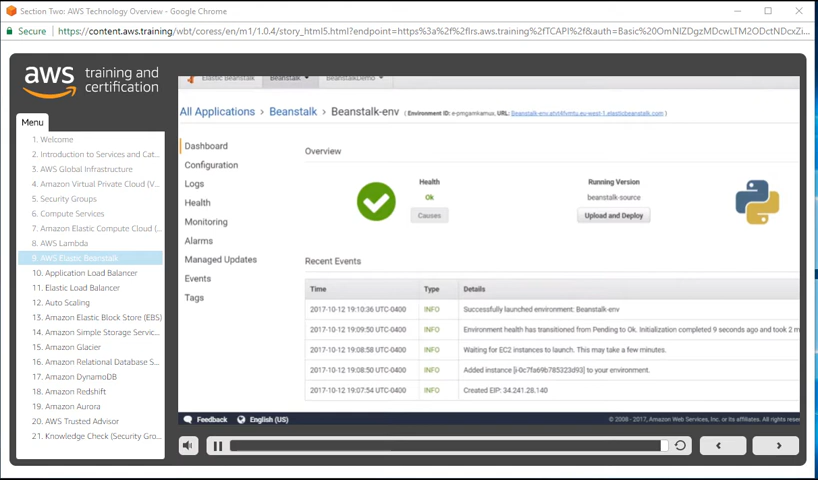 Section Two: AWS Technology Overview - Google Chrome
Secure https://content.aws.training/wbt/coress/en/m1/1.0.4/story_html5.html?endpoint=https%3a%2f%2flrs.aws.training%2fTCAPI%2f&auth=Basic%20OmNlZDgzMDcwLTM2ODctNDcxZi...
aws training and certification
Menu
1. Welcome
2. Introduction to Services and Cat...
3. AWS Global Infrastructure
4. Amazon Virtual Private Cloud (V...
5. Security Groups
6. Compute Services
7. Amazon Elastic Compute Cloud (...
8. AWS Lambda
9. AWS Elastic Beanstalk
10. Application Load Balancer
11. Elastic Load Balancer
12. Auto Scaling
13. Amazon Elastic Block Store (EBS)
14. Amazon Simple Storage Servic...
15. Amazon Glacier
16. Amazon Relational Database S...
17. Amazon DynamoDB
18. Amazon Redshift
19. Amazon Aurora
20. AWS Trusted Advisor
21. Knowledge Check (Security Gro...
Elastic Beanstalk Beanstalk BeanstalkDemo
All Applications > Beanstalk > Beanstalk-env ( Environment ID: URL: )
Dashboard
Configuration
Logs
Health
Monitoring
Alarms
Managed Updates
Events
Tags
Overview
Health
Ok
Causes
Running Version
beanstalk-source
Upload and Deploy
Recent Events
Time Type Details
2017-10-12 19:10:36 UTC-0400 INFO Successfully launched environment: Beanstalk-env
2017-10-12 19:09:50 UTC-0400 INFO Environment health has transitioned from Pending to Ok. Initialization completed 9 seconds ago and took 2 m
2017-10-12 19:08:58 UTC-0400 INFO Waiting for EC2 instances to launch. This may take a few minutes.
2017-10-12 19:08:50 UTC-0400 INFO Added instance [i-0c7fa69b785323d93] to your environment.
2017-10-12 19:07:54 UTC-0400 INFO Created EIP: 34.241.28.140
Feedback English (US) © 2008 - 2017, Amazon Web Services, Inc. or its affiliates. All rights rese